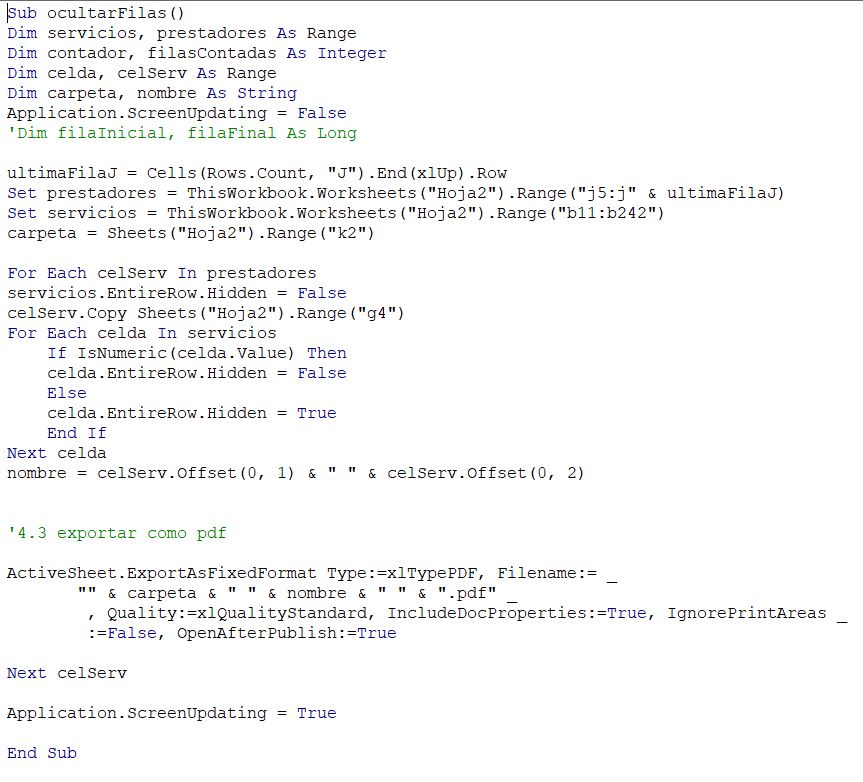 Sub ocultarFilas()
Dim servicios, prestadores As Range
Dim contador, filasContadas As Integer
Dim celda, celServ As Range
Dim carpeta, nombre As String
Application.ScreenUpdating = False
'Dim filaInicial, filaFinal As Long
ultimaFilaJ = Cells(Rows.Count, "J").End(xlUp).Row
Set prestadores = ThisWorkbook.Worksheets("Hoja2").Range("j5:j" & ultimaFilaJ)
Set servicios = ThisWorkbook.Worksheets("Hoja2").Range("b11:b242")
carpeta = Sheets("Hoja2").Range("k2")
For Each celServ In prestadores
servicios.EntireRow.Hidden = False
celServ.Copy Sheets("Hoja2").Range("g4")
For Each celda In servicios
    If IsNumeric(celda.Value) Then
    celda.EntireRow.Hidden = False
    Else
    celda.EntireRow.Hidden = True
    End If
Next celda
nombre = celServ.Offset(0, 1) & " " & celServ.Offset(0, 2)
'4.3 exportar como pdf
ActiveSheet.ExportAsFixedFormat Type:=xlTypePDF, Filename:= _
       "" & carpeta & " " & nombre & " " & ".pdf" _
        , Quality:=xlQualityStandard, IncludeDocProperties:=True, IgnorePrintAreas _
        :=False, OpenAfterPublish:=True
Next celServ
Application.ScreenUpdating = True
End Sub